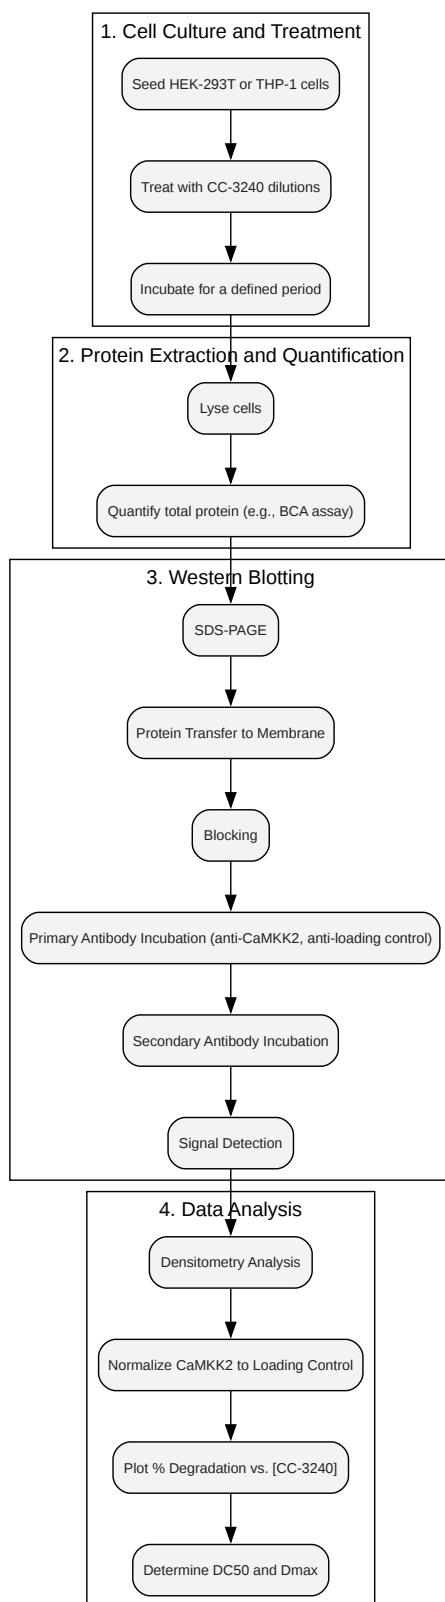 1. Cell Culture and Treatment
Seed HEK-293T or THP-1 cells
Treat with CC-3240 dilutions
Incubate for a defined period
2. Protein Extraction and Quantification
Lyse cells
Quantify total protein (e.g., BCA assay)
3. Western Blotting
SDS-PAGE
Protein Transfer to Membrane
Blocking
Primary Antibody Incubation (anti-CaMKK2, anti-loading control)
Secondary Antibody Incubation
Signal Detection
4. Data Analysis
Densitometry Analysis
Normalize CaMKK2 to Loading Control
Plot % Degradation vs. [CC-3240]
Determine DC50 and Dmax